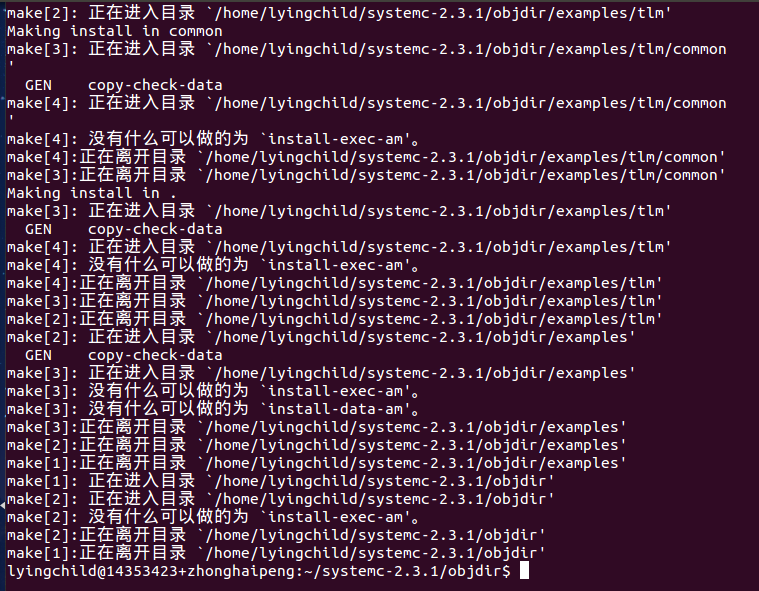 make[2]: 正在进入目录 `/home/lyingchild/systemc-2.3.1/objdir/examples/tlm'
Making install in common
make[3]: 正在进入目录 `/home/lyingchild/systemc-2.3.1/objdir/examples/tlm/common
'
  GEN    copy-check-data
make[4]: 正在进入目录 `/home/lyingchild/systemc-2.3.1/objdir/examples/tlm/common
'
make[4]: 没有什么可以做的为 `install-exec-am'。
make[4]:正在离开目录 `/home/lyingchild/systemc-2.3.1/objdir/examples/tlm/common'
make[3]:正在离开目录 `/home/lyingchild/systemc-2.3.1/objdir/examples/tlm/common'
Making install in .
make[3]: 正在进入目录 `/home/lyingchild/systemc-2.3.1/objdir/examples/tlm'
  GEN    copy-check-data
make[4]: 正在进入目录 `/home/lyingchild/systemc-2.3.1/objdir/examples/tlm'
make[4]: 没有什么可以做的为 `install-exec-am'。
make[4]:正在离开目录 `/home/lyingchild/systemc-2.3.1/objdir/examples/tlm'
make[3]:正在离开目录 `/home/lyingchild/systemc-2.3.1/objdir/examples/tlm'
make[2]:正在离开目录 `/home/lyingchild/systemc-2.3.1/objdir/examples/tlm'
make[2]: 正在进入目录 `/home/lyingchild/systemc-2.3.1/objdir/examples'
  GEN    copy-check-data
make[3]: 正在进入目录 `/home/lyingchild/systemc-2.3.1/objdir/examples'
make[3]: 没有什么可以做的为 `install-exec-am'。
make[3]: 没有什么可以做的为 `install-data-am'。
make[3]:正在离开目录 `/home/lyingchild/systemc-2.3.1/objdir/examples'
make[2]:正在离开目录 `/home/lyingchild/systemc-2.3.1/objdir/examples'
make[1]:正在离开目录 `/home/lyingchild/systemc-2.3.1/objdir/examples'
make[1]: 正在进入目录 `/home/lyingchild/systemc-2.3.1/objdir'
make[2]: 正在进入目录 `/home/lyingchild/systemc-2.3.1/objdir'
make[2]: 没有什么可以做的为 `install-exec-am'。
make[2]:正在离开目录 `/home/lyingchild/systemc-2.3.1/objdir'
make[1]:正在离开目录 `/home/lyingchild/systemc-2.3.1/objdir'
lyingchild@14353423+zhonghaipeng:~/systemc-2.3.1/objdir$